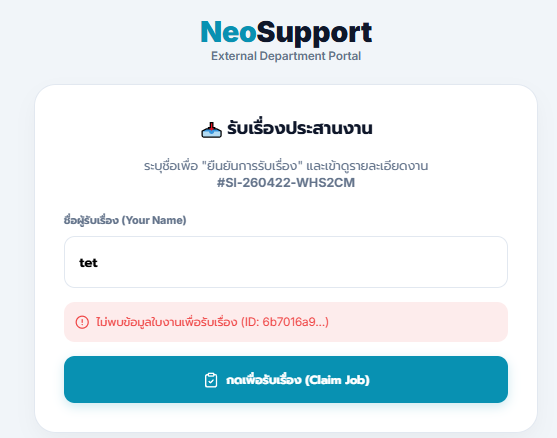 NeoSupport
External Department Portal
รับเรื่องประสานงาน
ระบุชื่อเพื่อ "ยืนยันการรับเรื่อง" และเข้าดูรายละเอียดงาน
#SI-260422-WHS2CM
ชื่อผู้รับเรื่อง (Your Name)
tet
ไม่พบข้อมูลใบงานเพื่อรับเรื่อง (ID: 6b7016a9...)
กดเพื่อรับเรื่อง (Claim Job)